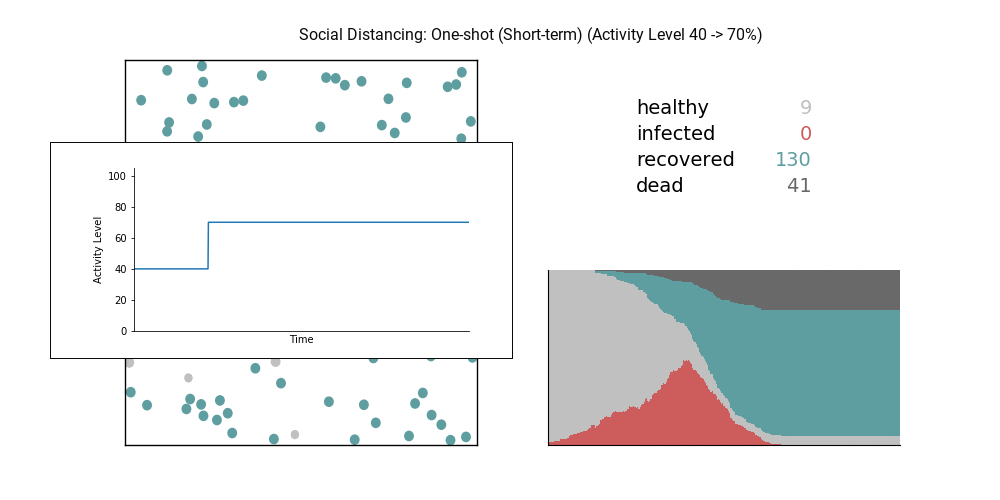 Social Distancing: One-shot (Short-term) (Activity Level 40 -> 70%)
healthy 9
infected 0
recovered 130
dead 41
100
80
60
40
20
0
Activity Level
Time